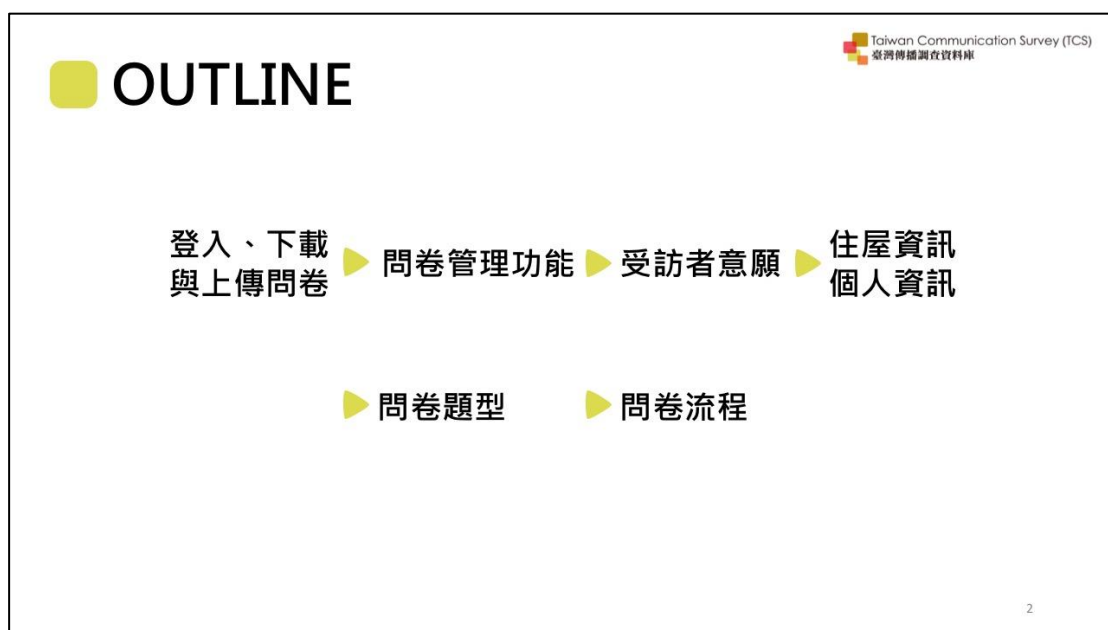 Taiwan Communication Survey (TCS)
臺灣傳播調查資料庫
OUTLINE
登入、下載
與上傳問卷
問卷管理功能
受訪者意願
住屋資訊
個人資訊
問卷題型
問卷流程
2